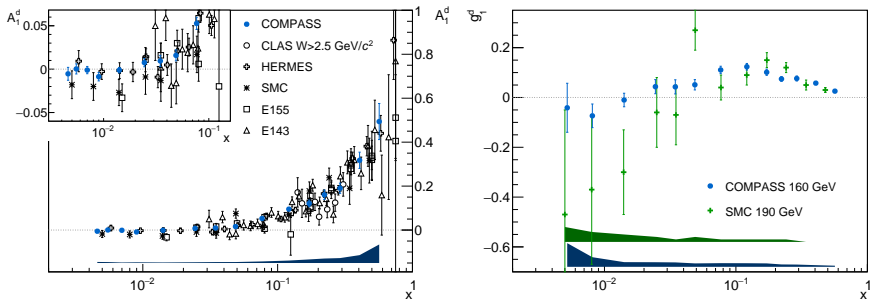 A₁ᵈ
0.05
0
−0.05
10⁻²
10⁻¹
x
COMPASS
CLAS W>2.5 GeV/c²
HERMES
SMC
E155
E143
A₁ᵈ
1
0.8
0.6
0.4
0.2
0
10⁻²
10⁻¹
1
x
g₁ᵈ
0.2
−0.0
−0.2
−0.4
−0.6
COMPASS 160 GeV
SMC 190 GeV
10⁻²
10⁻¹
1
x